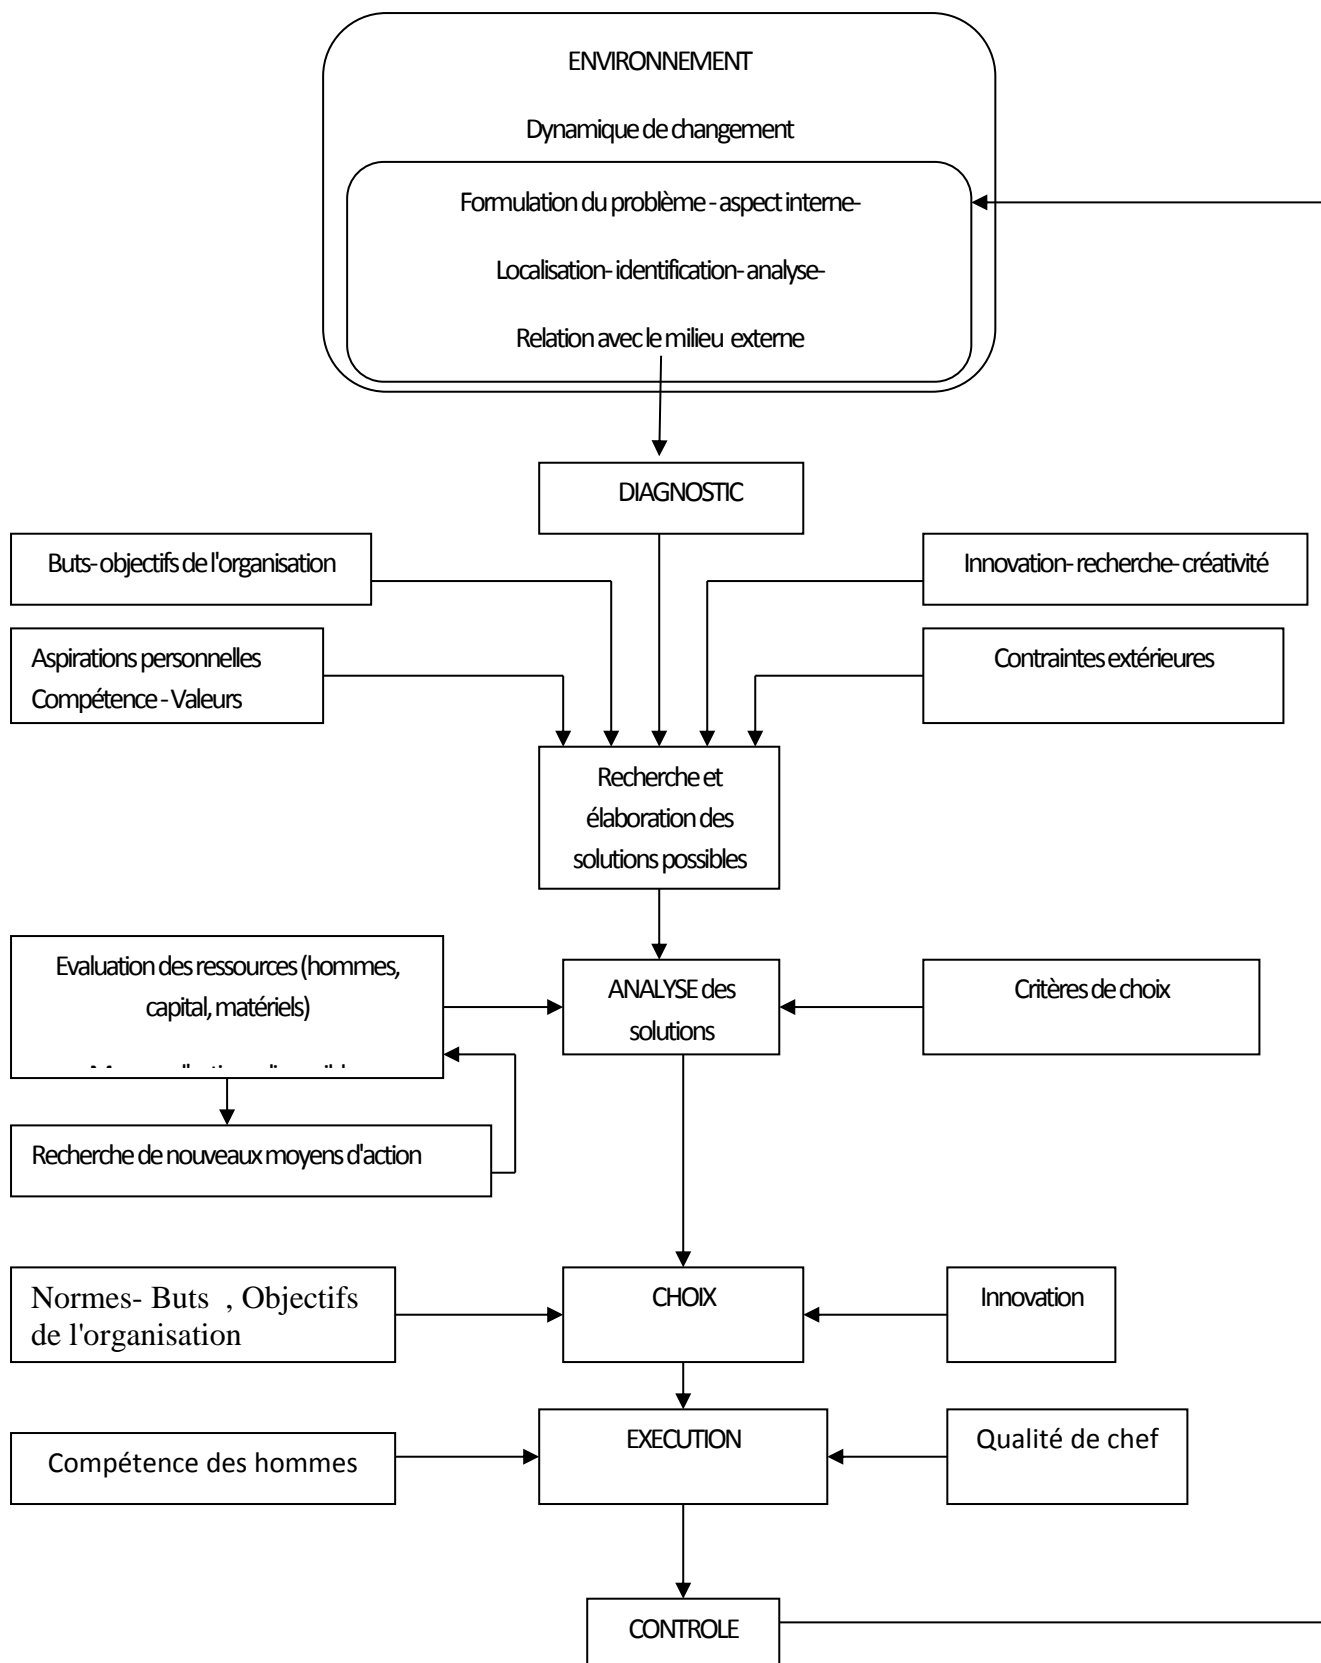 ENVIRONNEMENT
Dynamique de changement
Formulation du problème - aspect interne-
Localisation- identification- analyse-
Relation avec le milieu externe
DIAGNOSTIC
Buts- objectifs de l'organisation
Innovation- recherche- créativité
Aspirations personnelles
Compétence - Valeurs
Contraintes extérieures
Recherche et
élaboration des
solutions possibles
Evaluation des ressources (hommes,
capital, matériels)
ANALYSE des
solutions
Critères de choix
Recherche de nouveaux moyens d'action
Normes- Buts , Objectifs
de l'organisation
CHOIX
Innovation
EXECUTION
Qualité de chef
Compétence des hommes
CONTROLE